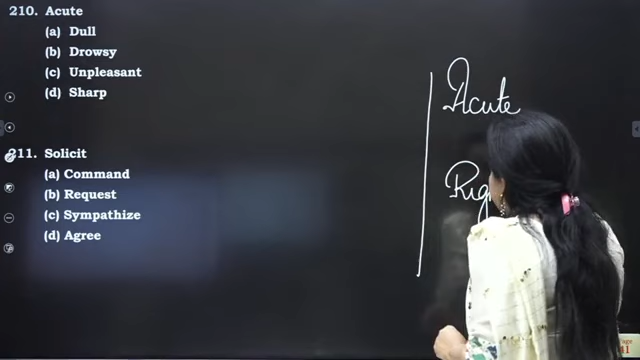 210. Acute
(a) Dull
(b) Drowsy
(c) Unpleasant
(d) Sharp
211. Solicit
(a) Command
(b) Request
(c) Sympathize
(d) Agree
Acute